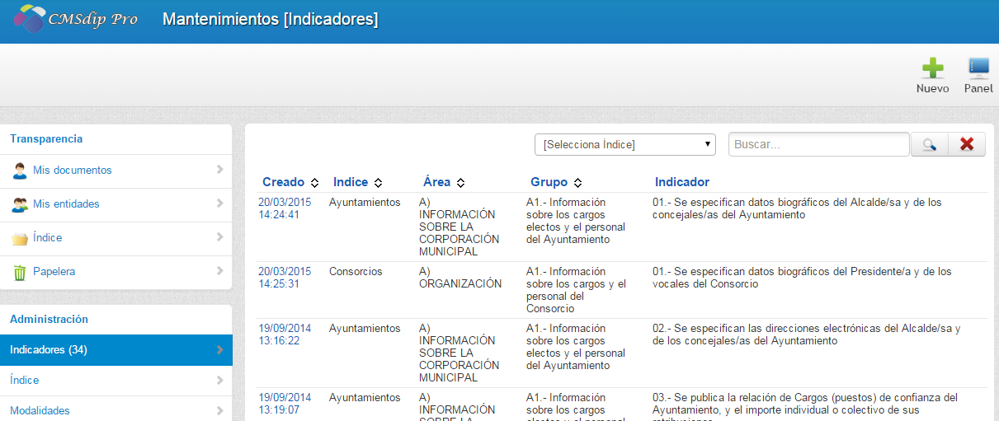 CMSdip Pro
Mantenimientos [Indicadores]
Nuevo
Panel
Transparencia
Mis documentos
Mis entidades
Índice
Papelera
Administración
Indicadores (34)
Índice
Modalidades
[Selecciona Índice]
Buscar...
Creado Indice Área Grupo Indicador
20/03/2015
14:24:41
Ayuntamientos
A)
INFORMACIÓN
SOBRE LA
CORPORACIÓN
MUNICIPAL
A1.- Información
sobre los cargos
electos y el personal
del Ayuntamiento
01.- Se especifican datos biográficos del Alcalde/sa y de los
concejales/as del Ayuntamiento
20/03/2015
14:25:31
Consorcios
A)
ORGANIZACIÓN
A1.- Información
sobre los cargos y el
personal del
Consorcio
01.- Se especifican datos biográficos del Presidente/a y de los
vocales del Consorcio
19/09/2014
13:16:22
Ayuntamientos
A)
INFORMACIÓN
SOBRE LA
CORPORACIÓN
MUNICIPAL
A1.- Información
sobre los cargos
electos y el personal
del Ayuntamiento
02.- Se especifican las direcciones electrónicas del Alcalde/sa y
de los concejales/as del Ayuntamiento
19/09/2014
13:19:07
Ayuntamientos
A)
INFORMACIÓN
SOBRE LA
A1.- Información
sobre los cargos
electos y el personal
03.- Se publica la relación de Cargos (puestos) de confianza del
Ayuntamiento, y el importe individual o colectivo de sus
retribuciones